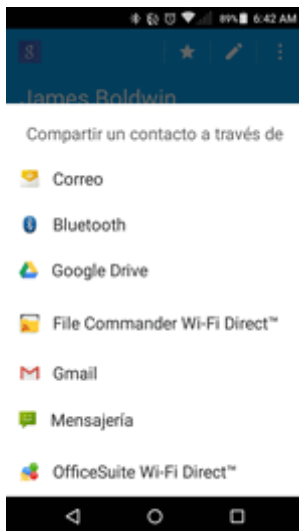 89% 6:42 AM
8
James Boldwin
Compartir un contacto a través de
Correo
Bluetooth
Google Drive
File Commander Wi-Fi Direct™
Gmail
Mensajería
OfficeSuite Wi-Fi Direct™